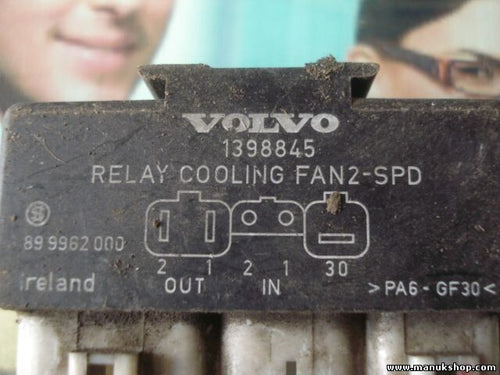 VOLVO
1398845
RELAY COOLING FAN2-SPD
S
89 9962 000
2 1 2 1 30
ireland OUT IN >PA6-GF30<
www.manukshop.com